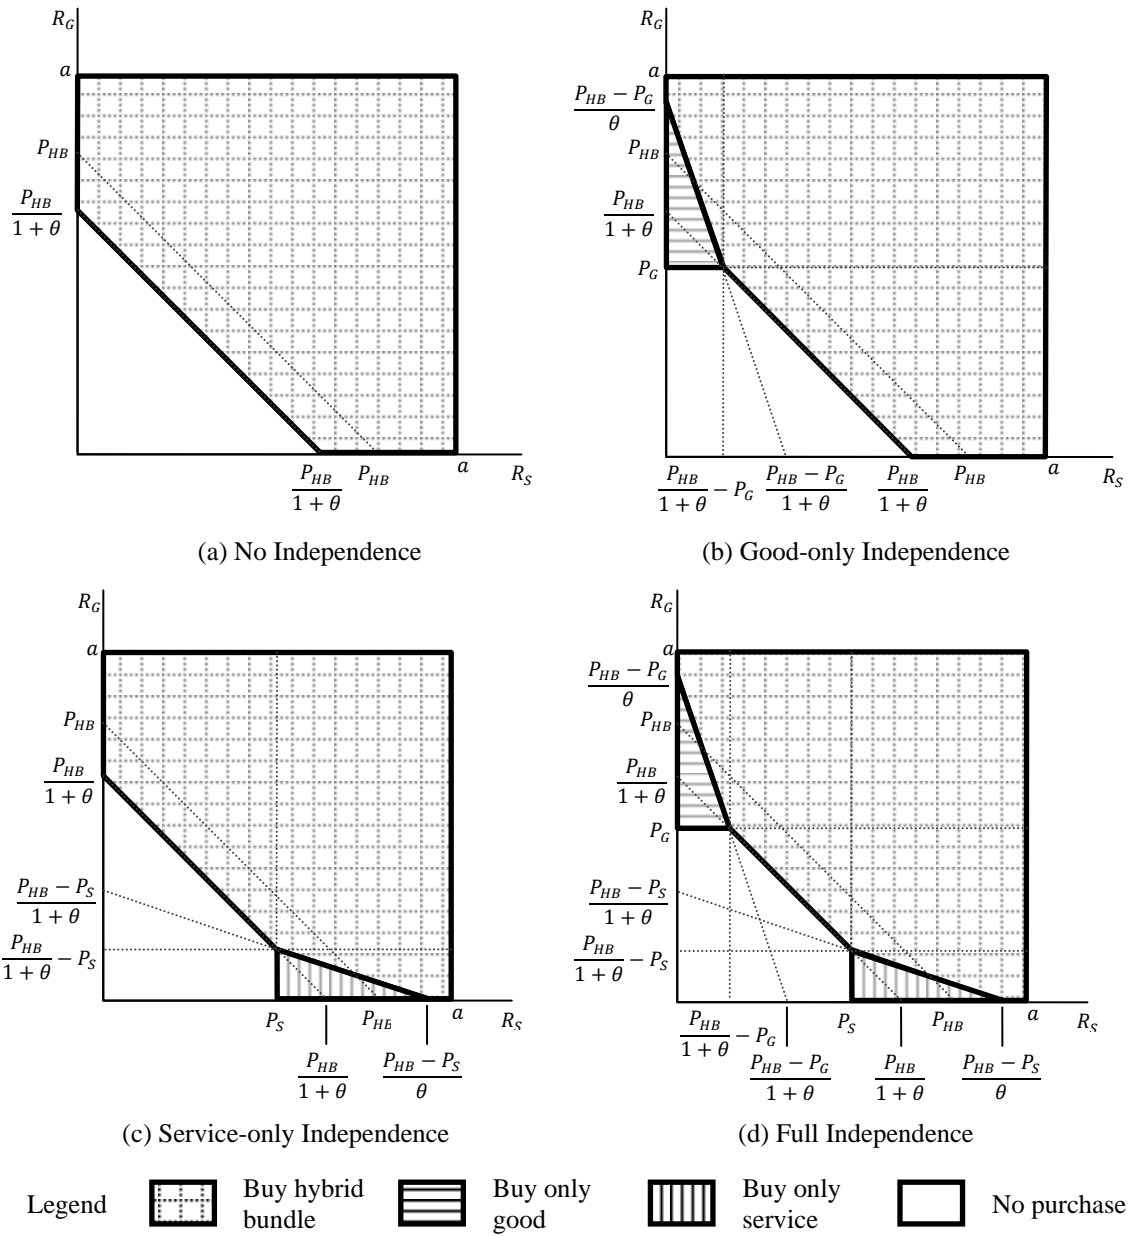 R_G
a
P_HB
P_HB / (1 + θ)
P_HB / (1 + θ)
P_HB
a
R_S
(a) No Independence
R_G
a
(P_HB − P_G) / θ
P_HB
P_HB / (1 + θ)
P_G
P_HB / (1 + θ) − P_G
(P_HB − P_G) / (1 + θ)
P_HB / (1 + θ)
P_HB
a
R_S
(b) Good-only Independence
R_G
a
P_HB
P_HB / (1 + θ)
(P_HB − P_S) / (1 + θ)
P_HB / (1 + θ) − P_S
P_S
P_HB
a
R_S
P_HB / (1 + θ)
(P_HB − P_S) / θ
(c) Service-only Independence
R_G
a
(P_HB − P_G) / θ
P_HB
P_HB / (1 + θ)
P_G
(P_HB − P_S) / (1 + θ)
P_HB / (1 + θ) − P_S
P_HB / (1 + θ) − P_G
P_S
P_HB
a
R_S
(P_HB − P_G) / (1 + θ)
P_HB / (1 + θ)
(P_HB − P_S) / θ
(d) Full Independence
Legend
Buy hybrid
bundle
Buy only
good
Buy only
service
No purchase